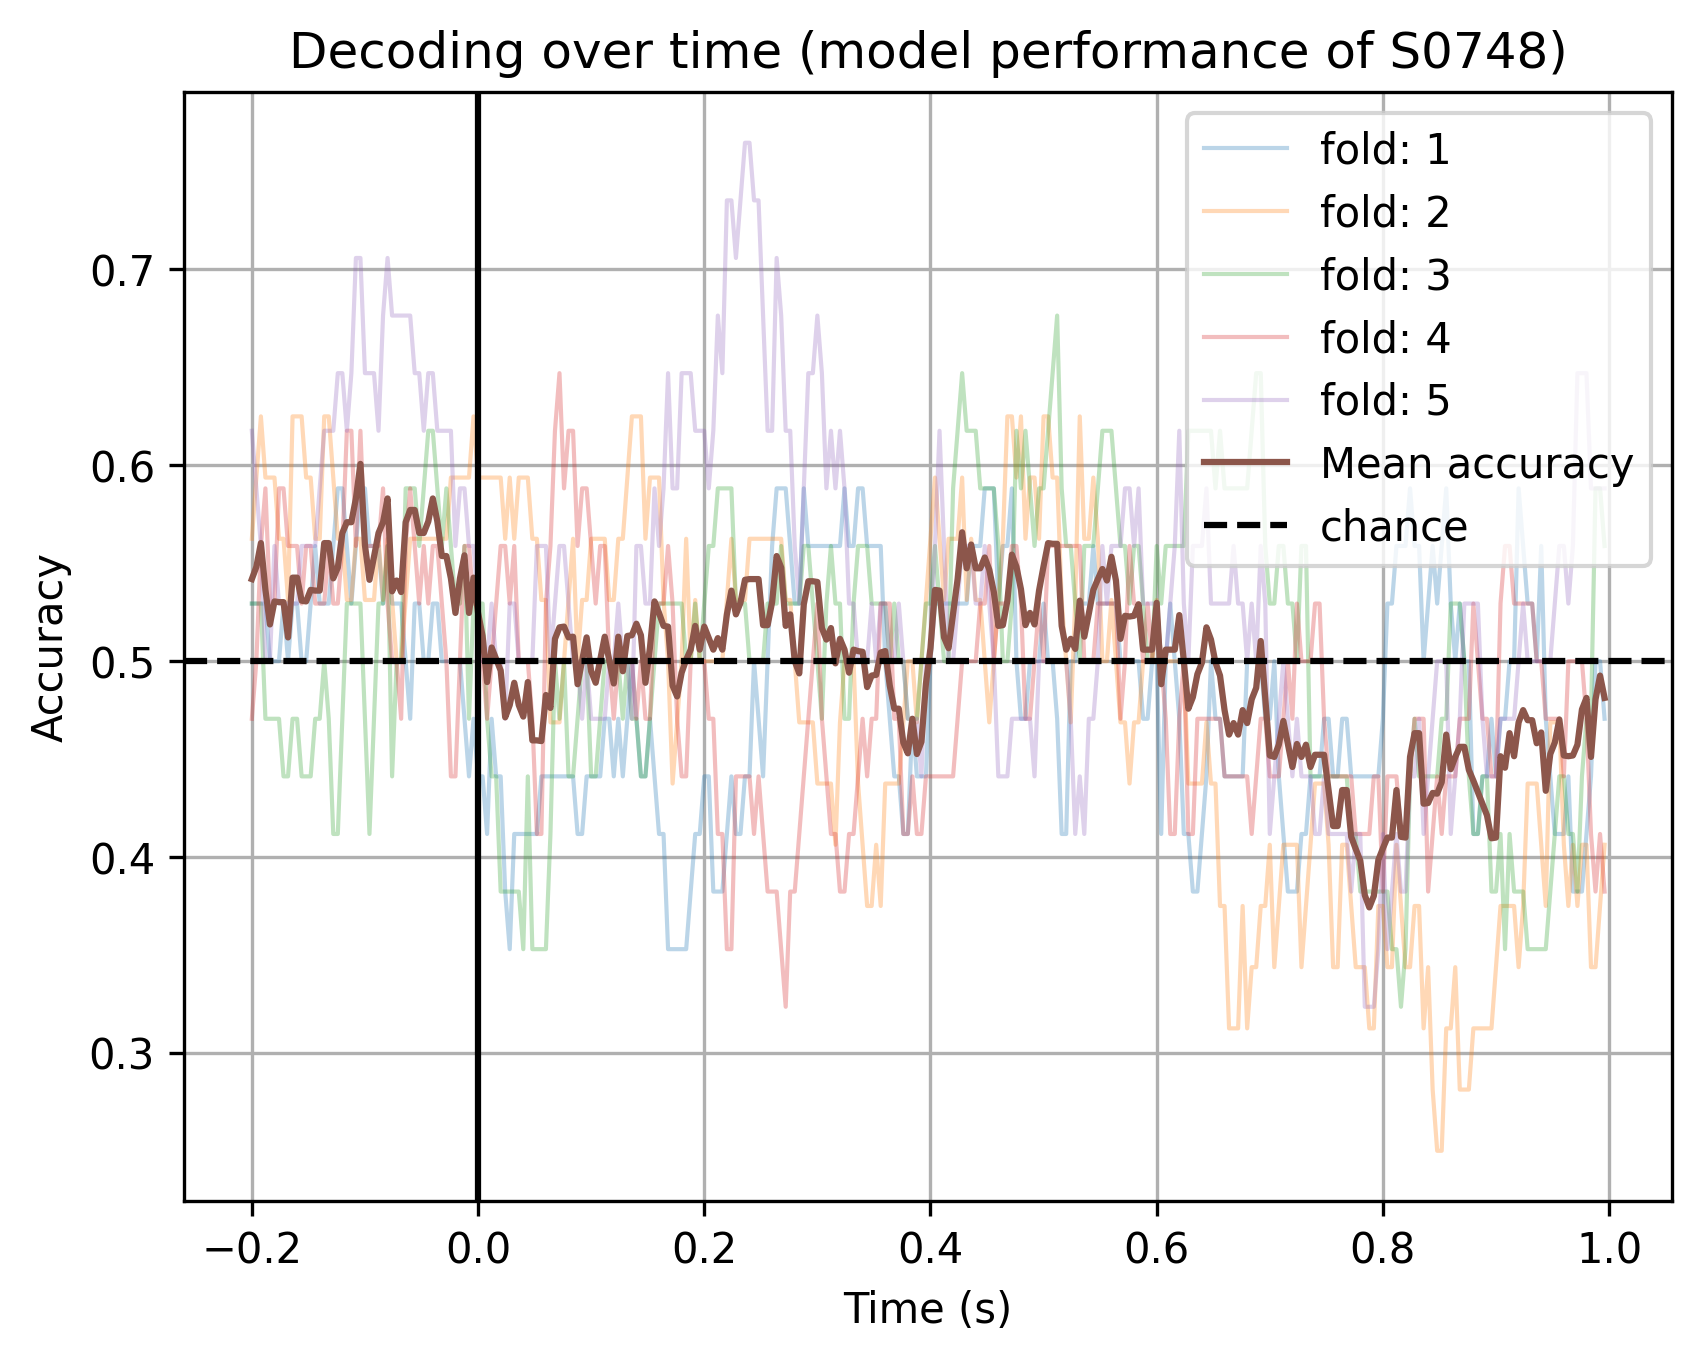 Decoding over time (model performance of S0748)
fold: 1
fold: 2
fold: 3
fold: 4
fold: 5
Mean accuracy
chance
Accuracy
0.7
0.6
0.5
0.4
0.3
−0.2 0.0 0.2 0.4 0.6 0.8 1.0
Time (s)